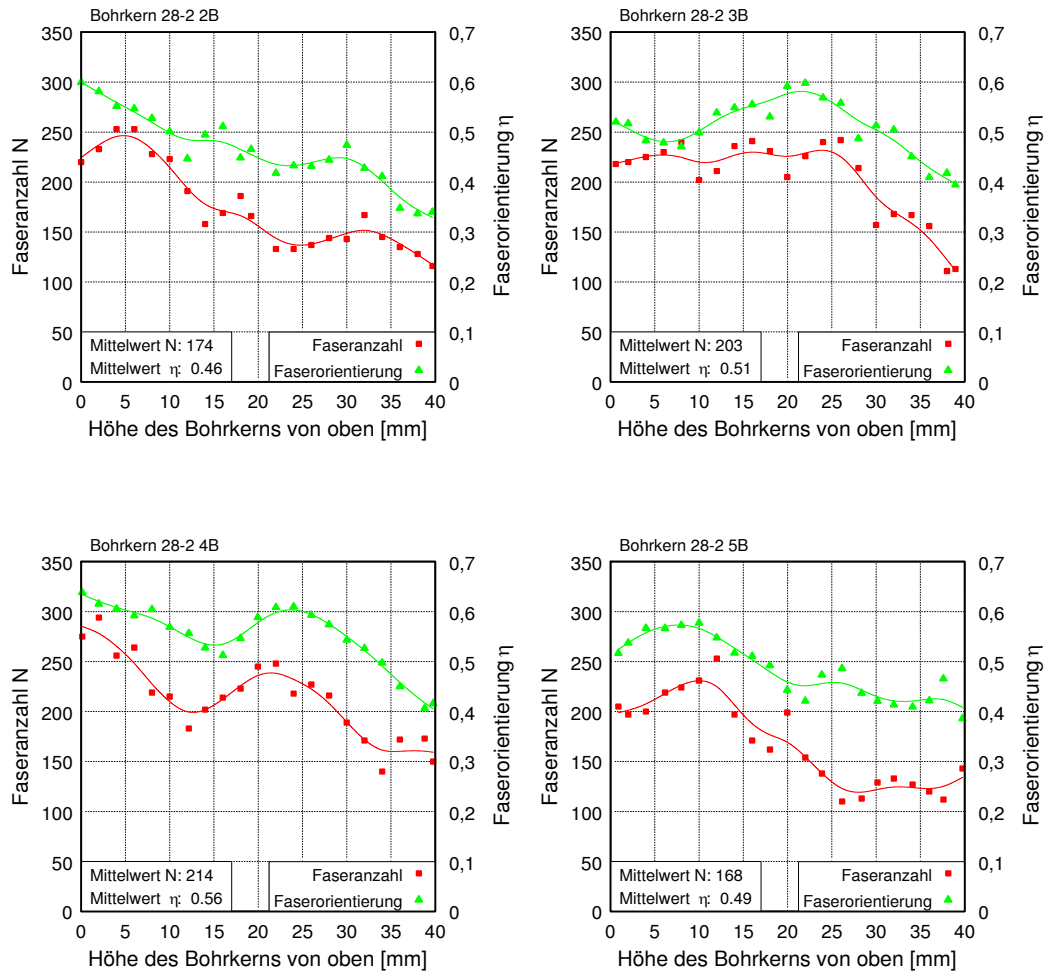 Bohrkern 28-2 2B
350
300
250
200
150
100
50
0
0,7
0,6
0,5
0,4
0,3
0,2
0,1
0
Faseranzahl N
Faserorientierung η
Mittelwert N: 174
Mittelwert η: 0.46
Faseranzahl
Faserorientierung
0 5 10 15 20 25 30 35 40
Höhe des Bohrkerns von oben [mm]
Bohrkern 28-2 3B
350
300
250
200
150
100
50
0
0,7
0,6
0,5
0,4
0,3
0,2
0,1
0
Faseranzahl N
Faserorientierung η
Mittelwert N: 203
Mittelwert η: 0.51
Faseranzahl
Faserorientierung
0 5 10 15 20 25 30 35 40
Höhe des Bohrkerns von oben [mm]
Bohrkern 28-2 4B
350
300
250
200
150
100
50
0
0,7
0,6
0,5
0,4
0,3
0,2
0,1
0
Faseranzahl N
Faserorientierung η
Mittelwert N: 214
Mittelwert η: 0.56
Faseranzahl
Faserorientierung
0 5 10 15 20 25 30 35 40
Höhe des Bohrkerns von oben [mm]
Bohrkern 28-2 5B
350
300
250
200
150
100
50
0
0,7
0,6
0,5
0,4
0,3
0,2
0,1
0
Faseranzahl N
Faserorientierung η
Mittelwert N: 168
Mittelwert η: 0.49
Faseranzahl
Faserorientierung
0 5 10 15 20 25 30 35 40
Höhe des Bohrkerns von oben [mm]